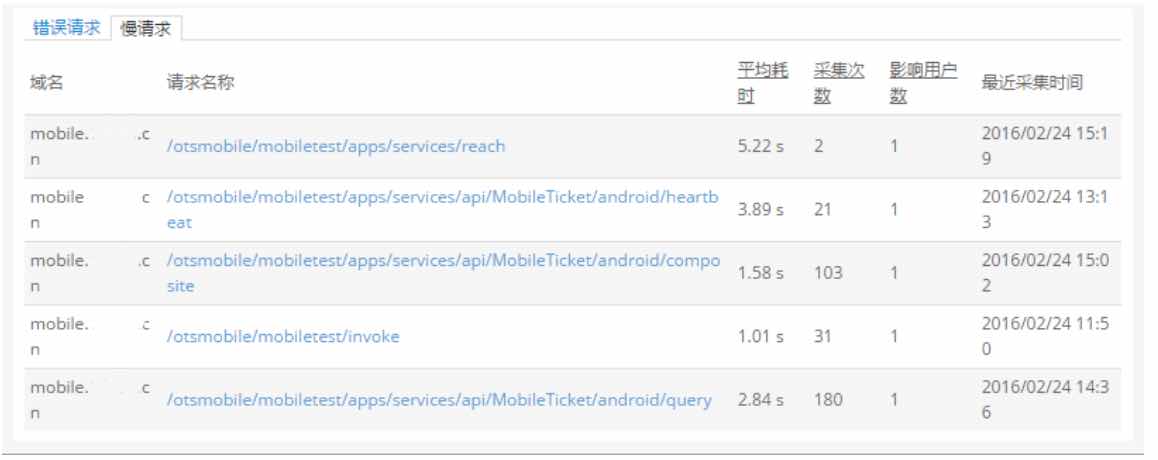 错误请求 慢请求
域名 请求名称 平均耗时 采集次数 影响用户数 最近采集时间
mobile. .cn /otsmobile/mobiletest/apps/services/reach 5.22 s 2 1 2016/02/24 15:19
mobile cn /otsmobile/mobiletest/apps/services/api/MobileTicket/android/heartbeat 3.89 s 21 1 2016/02/24 13:13
mobile. .cn /otsmobile/mobiletest/apps/services/api/MobileTicket/android/composite 1.58 s 103 1 2016/02/24 15:02
mobile. .cn /otsmobile/mobiletest/invoke 1.01 s 31 1 2016/02/24 11:50
mobile. .cn /otsmobile/mobiletest/apps/services/api/MobileTicket/android/query 2.84 s 180 1 2016/02/24 14:36